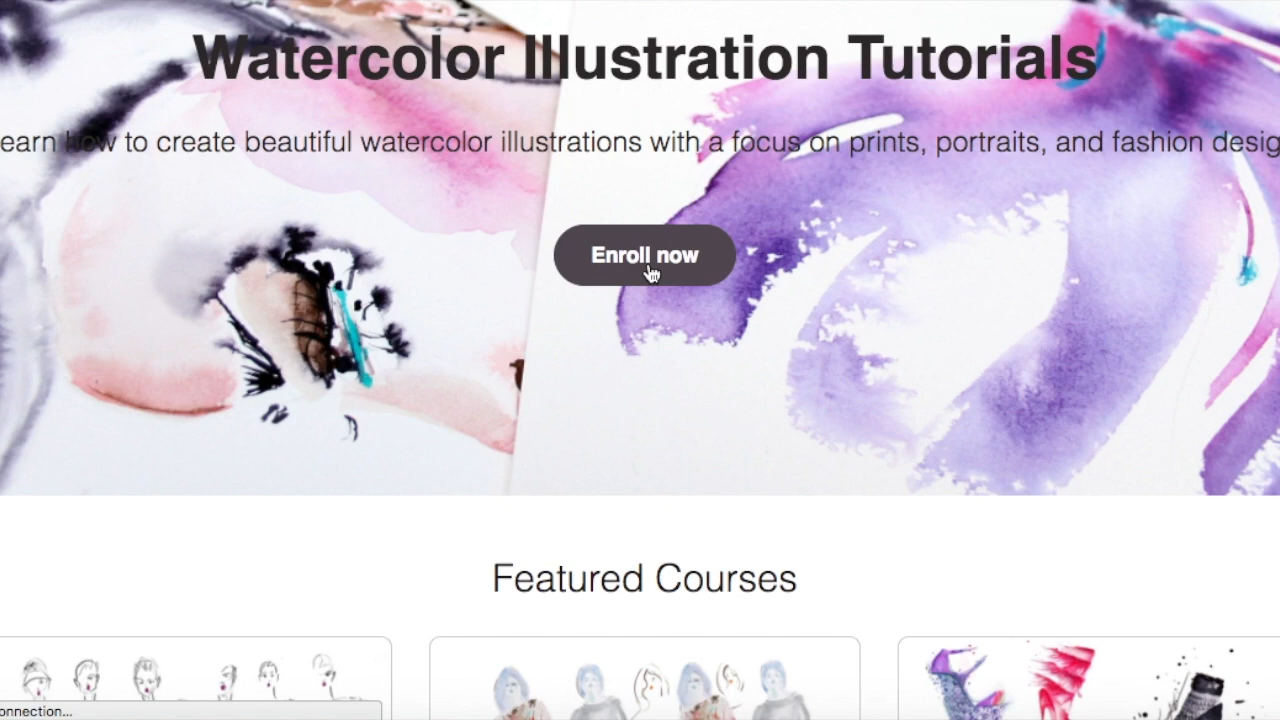 Watercolor Illustration Tutorials
earn how to create beautiful watercolor illustrations with a focus on prints, portraits, and fashion desig
Enroll now
Featured Courses
onnection...